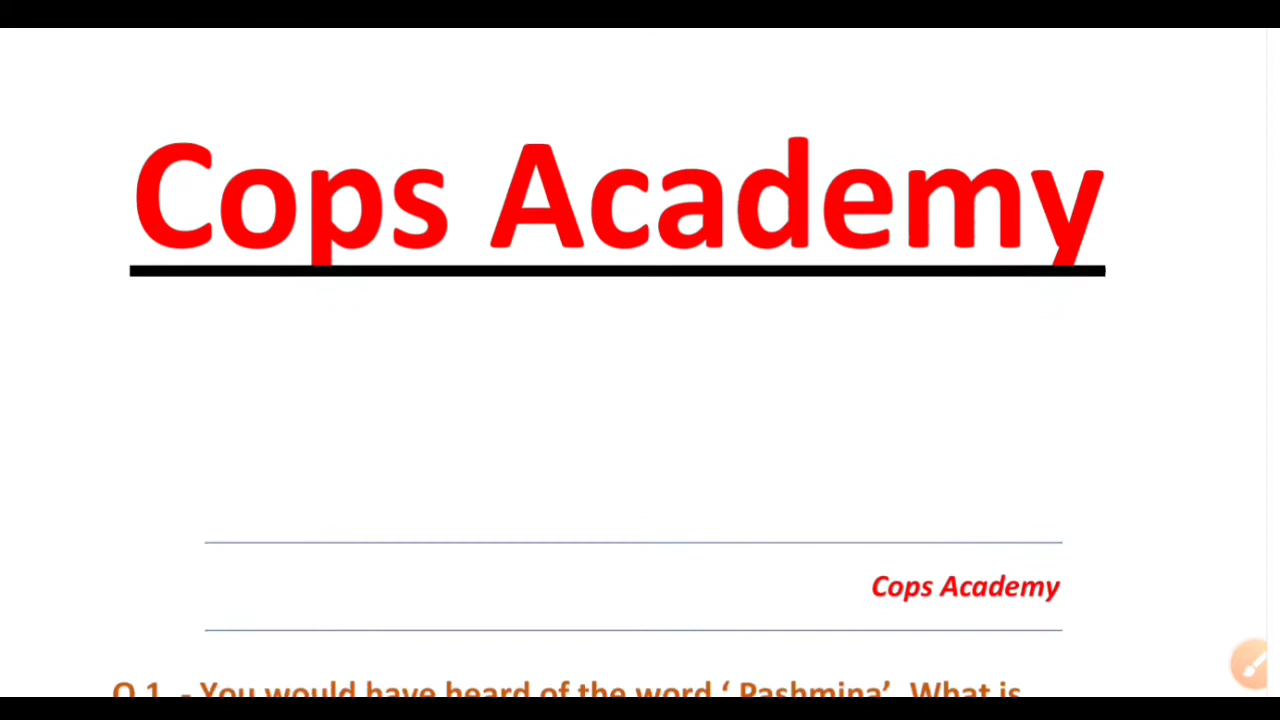 Cops Academy
Cops Academy
Q.1. - You would have heard of the word ‘ Pashmina’. What is